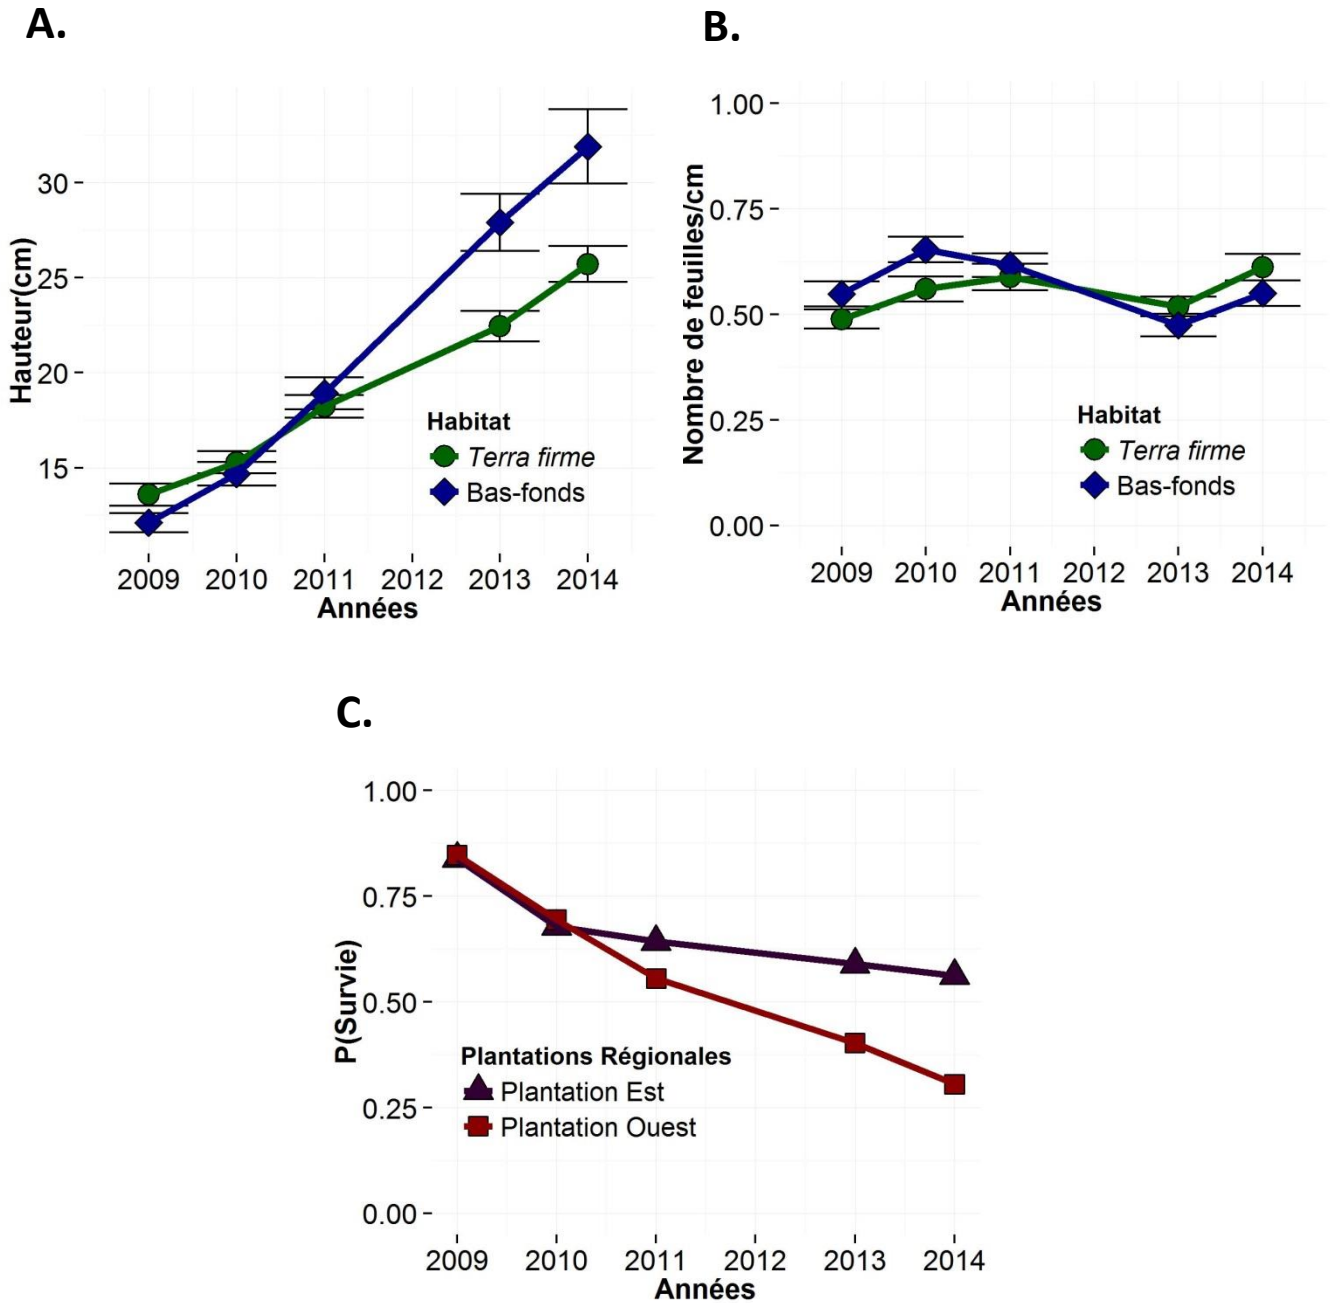 A.
Hauteur(cm)
30
25
20
15
Habitat
Terra firme
Bas-fonds
2009 2010 2011 2012 2013 2014
Années
B.
Nombre de feuilles/cm
1.00
0.75
0.50
0.25
0.00
Habitat
Terra firme
Bas-fonds
2009 2010 2011 2012 2013 2014
Années
C.
P(Survie)
1.00
0.75
0.50
0.25
0.00
Plantations Régionales
Plantation Est
Plantation Ouest
2009 2010 2011 2012 2013 2014
Années